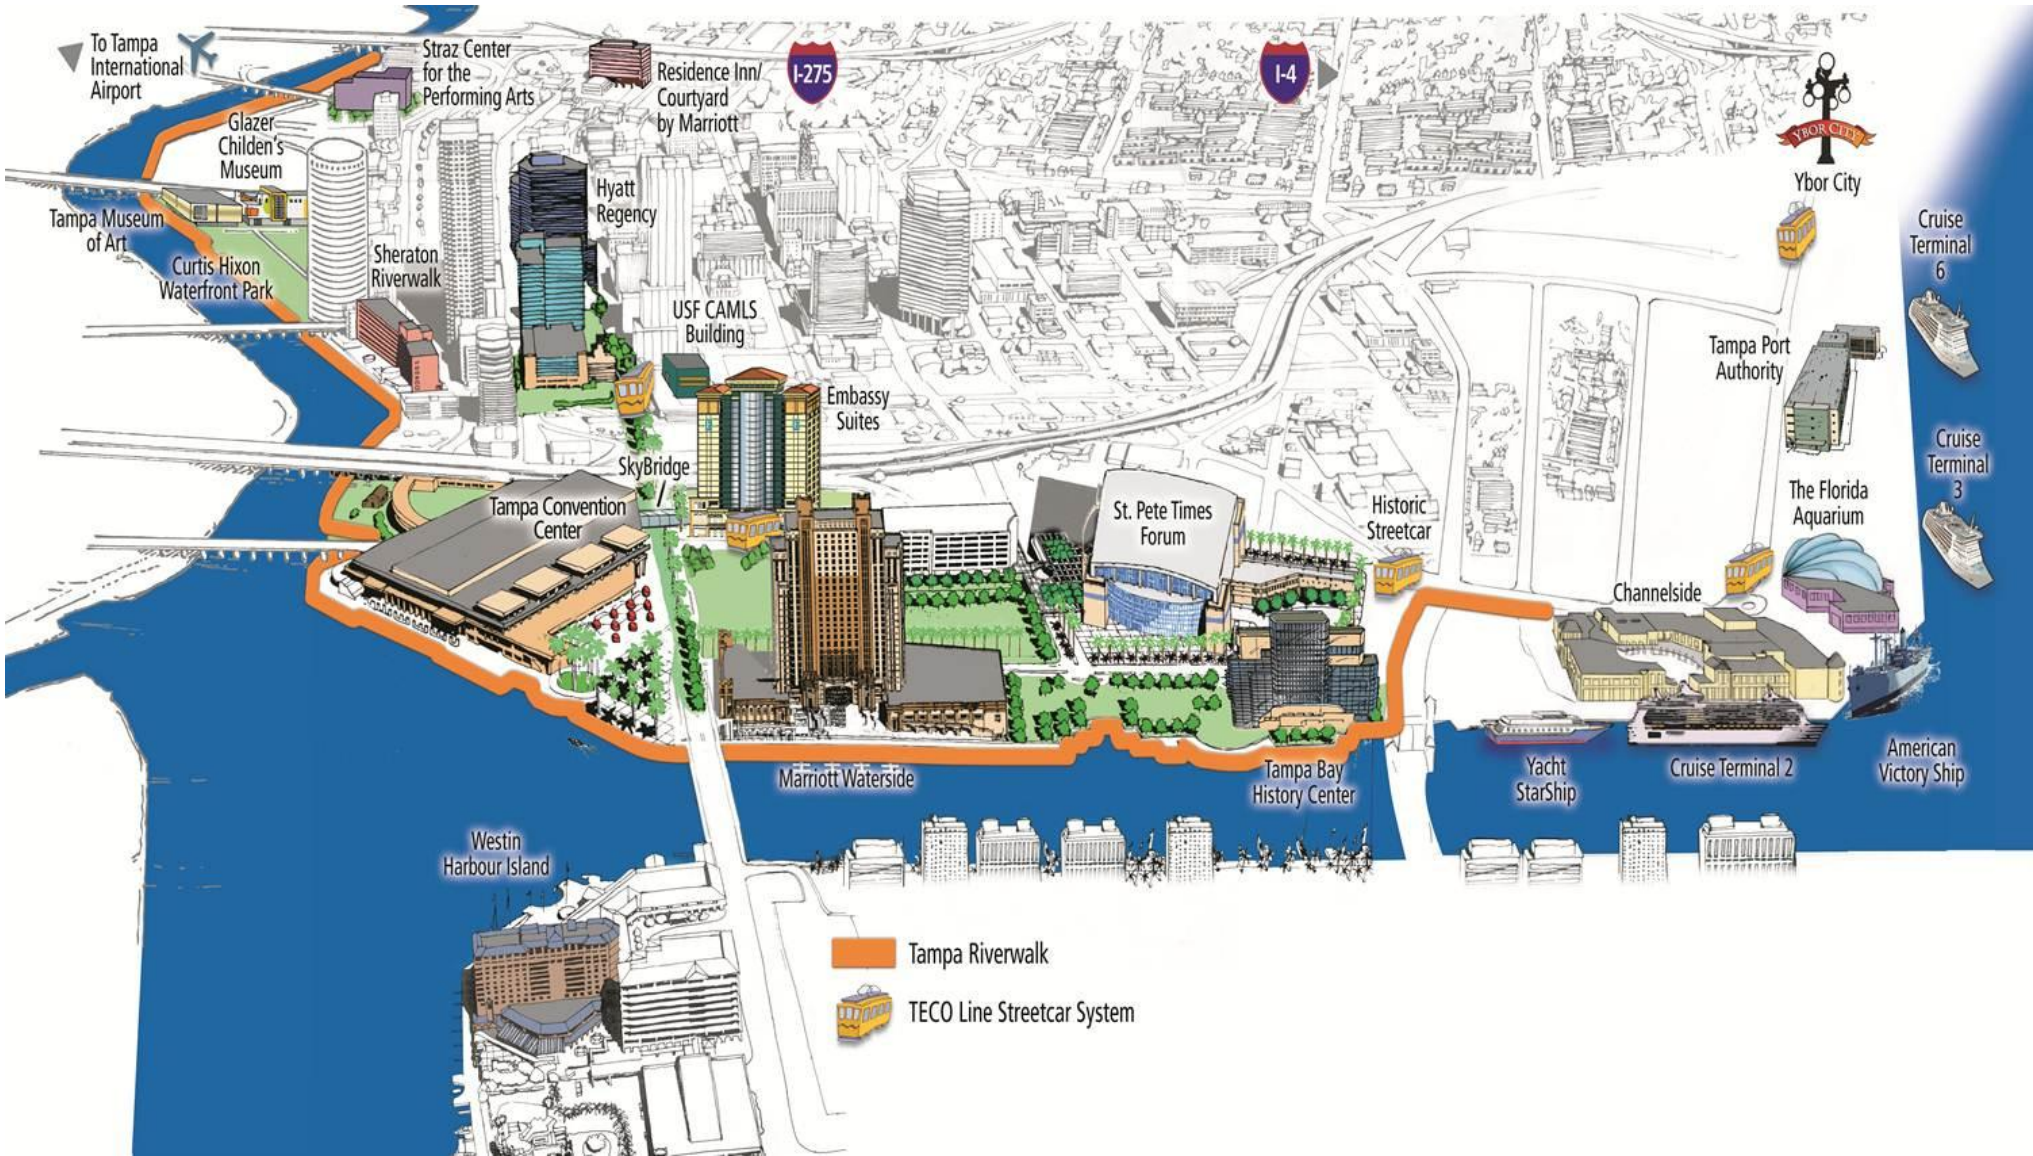 To Tampa
International
Airport
Straz Center
for the
Performing Arts
Residence Inn/
Courtyard
by Marriott
I-275
I-4
YBOR CITY
Ybor City
Glazer
Childen's
Museum
Tampa Museum
of Art
Curtis Hixon
Waterfront Park
Sheraton
Riverwalk
Hyatt
Regency
USF CAMLS
Building
Embassy
Suites
Cruise
Terminal
6
Tampa Port
Authority
Cruise
Terminal
3
SkyBridge
Tampa Convention
Center
St. Pete Times
Forum
Historic
Streetcar
The Florida
Aquarium
Channelside
Marriott Waterside
Tampa Bay
History Center
Yacht
StarShip
Cruise Terminal 2
American
Victory Ship
Westin
Harbour Island
Tampa Riverwalk
TECO Line Streetcar System